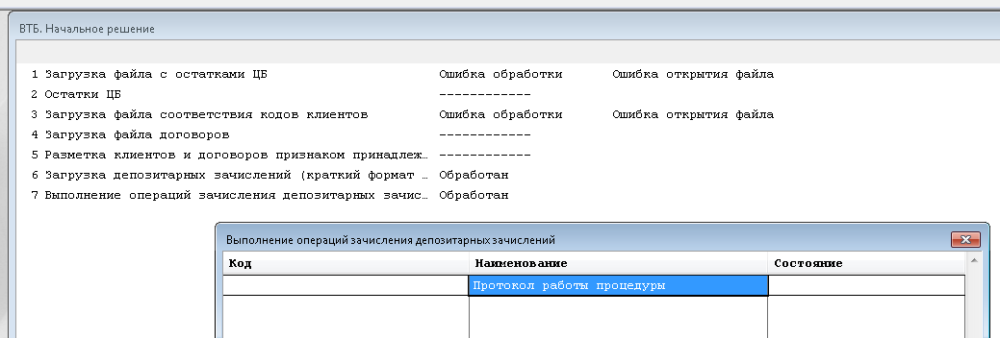 ВТБ. Начальное решение
1 Загрузка файла с остатками ЦБ Ошибка обработки Ошибка открытия файла
2 Остатки ЦБ ------------
3 Загрузка файла соответствия кодов клиентов Ошибка обработки Ошибка открытия файла
4 Загрузка файла договоров ------------
5 Разметка клиентов и договоров признаком принадлеж… ------------
6 Загрузка депозитарных зачислений (краткий формат … Обработан
7 Выполнение операций зачисления депозитарных зачис… Обработан
Выполнение операций зачисления депозитарных зачислений
Код Наименование Состояние
Протокол работы процедуры